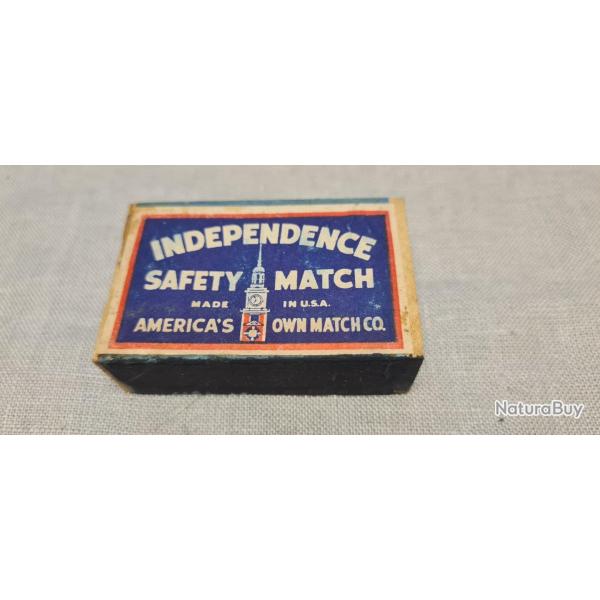 INDEPENDENCE
SAFETY MATCH
MADE IN U.S.A.
AMERICA'S OWN MATCH CO.
NaturaBuy